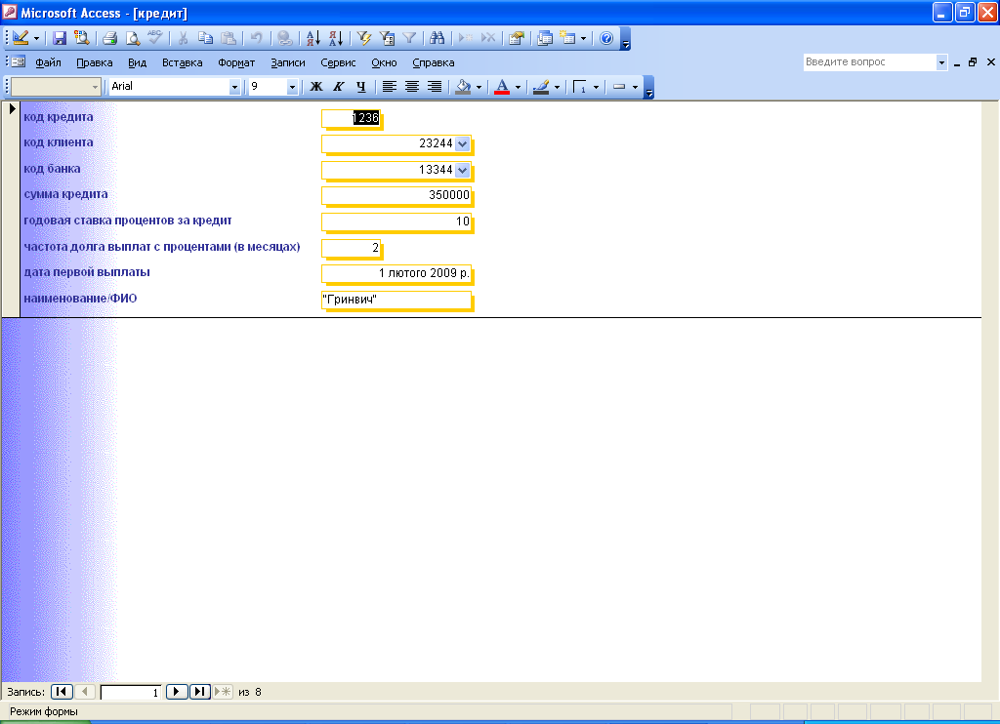 Microsoft Access - [кредит]
Файл Правка Вид Вставка Формат Записи Сервис Окно Справка Введите вопрос
Arial 9 Ж К Ч
код кредита 1236
код клиента 23244
код банка 13344
сумма кредита 350000
годовая ставка процентов за кредит 10
частота долга выплат с процентами (в месяцах) 2
дата первой выплаты 1 лютого 2009 р.
наименование/ФИО "Гринвич"
Запись: 1 из 8
Режим формы